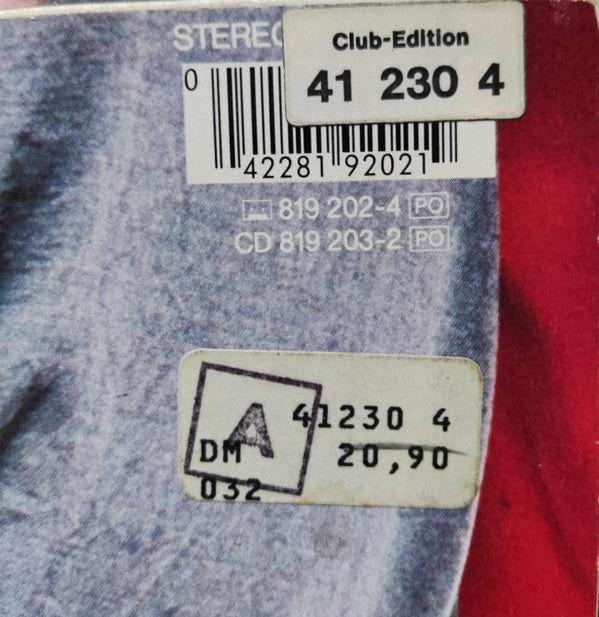 STEREO
Club-Edition
41 230 4
0
42281 92021
819 202-4 PO
CD 819 203-2 PO
A
41230 4
DM 20,90
032